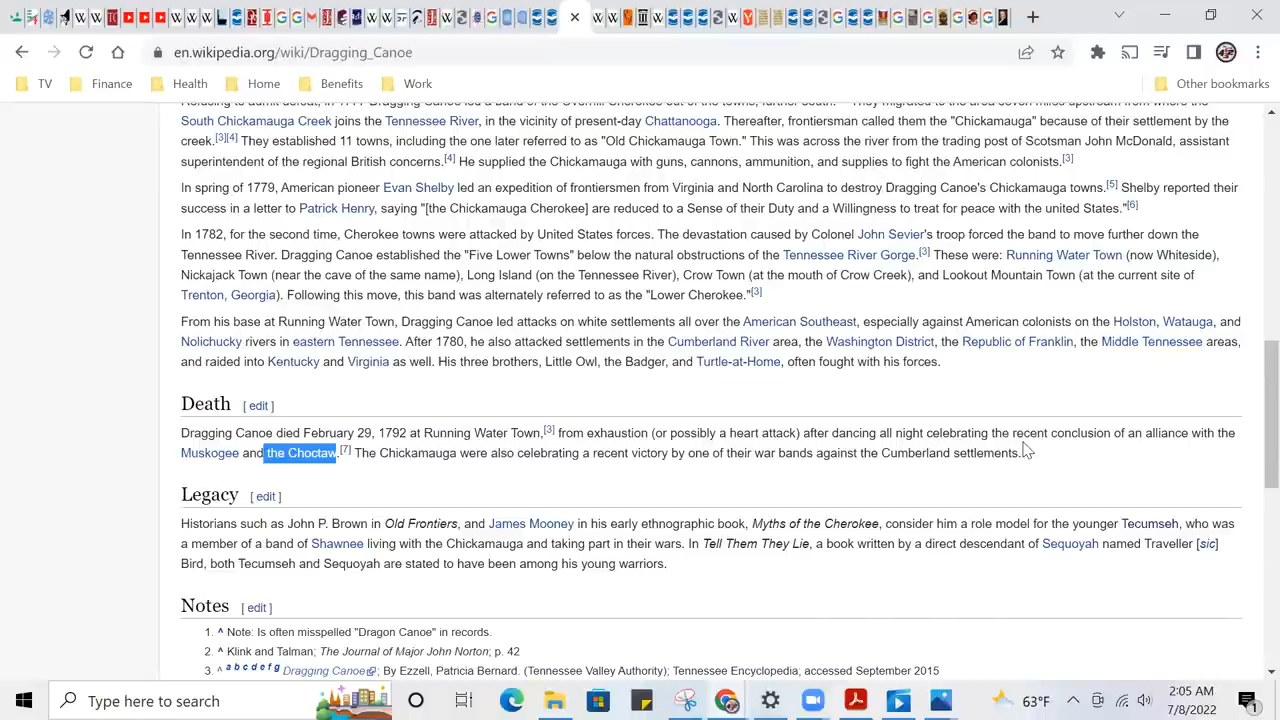 en.wikipedia.org/wiki/Dragging_Canoe
TV Finance Health Home Benefits Work Other bookmarks
South Chickamauga Creek joins the Tennessee River, in the vicinity of present-day Chattanooga. Thereafter, frontiersman called them the "Chickamauga" because of their settlement by the
creek.[3][4] They established 11 towns, including the one later referred to as "Old Chickamauga Town." This was across the river from the trading post of Scotsman John McDonald, assistant
superintendent of the regional British concerns.[4] He supplied the Chickamauga with guns, cannons, ammunition, and supplies to fight the American colonists.[3]
In spring of 1779, American pioneer Evan Shelby led an expedition of frontiersmen from Virginia and North Carolina to destroy Dragging Canoe's Chickamauga towns.[5] Shelby reported their
success in a letter to Patrick Henry, saying "[the Chickamauga Cherokee] are reduced to a Sense of their Duty and a Willingness to treat for peace with the united States."[6]
In 1782, for the second time, Cherokee towns were attacked by United States forces. The devastation caused by Colonel John Sevier's troop forced the band to move further down the
Tennessee River. Dragging Canoe established the "Five Lower Towns" below the natural obstructions of the Tennessee River Gorge.[3] These were: Running Water Town (now Whiteside),
Nickajack Town (near the cave of the same name), Long Island (on the Tennessee River), Crow Town (at the mouth of Crow Creek), and Lookout Mountain Town (at the current site of
Trenton, Georgia). Following this move, this band was alternately referred to as the "Lower Cherokee."[3]
From his base at Running Water Town, Dragging Canoe led attacks on white settlements all over the American Southeast, especially against American colonists on the Holston, Watauga, and
Nolichucky rivers in eastern Tennessee. After 1780, he also attacked settlements in the Cumberland River area, the Washington District, the Republic of Franklin, the Middle Tennessee areas,
and raided into Kentucky and Virginia as well. His three brothers, Little Owl, the Badger, and Turtle-at-Home, often fought with his forces.
Death [ edit ]
Dragging Canoe died February 29, 1792 at Running Water Town,[3] from exhaustion (or possibly a heart attack) after dancing all night celebrating the recent conclusion of an alliance with the
Muskogee and the Choctaw.[7] The Chickamauga were also celebrating a recent victory by one of their war bands against the Cumberland settlements.
Legacy [ edit ]
Historians such as John P. Brown in Old Frontiers, and James Mooney in his early ethnographic book, Myths of the Cherokee, consider him a role model for the younger Tecumseh, who was
a member of a band of Shawnee living with the Chickamauga and taking part in their wars. In Tell Them They Lie, a book written by a direct descendant of Sequoyah named Traveller [sic]
Bird, both Tecumseh and Sequoyah are stated to have been among his young warriors.
Notes [ edit ]
1. ^ Note: Is often misspelled "Dragon Canoe" in records.
2. ^ Klink and Talman; The Journal of Major John Norton; p. 42
3. ^ a b c d e f g Dragging Canoe; By Ezzell, Patricia Bernard. (Tennessee Valley Authority); Tennessee Encyclopedia; accessed September 2015
Type here to search
63°F
2:05 AM
7/8/2022
1